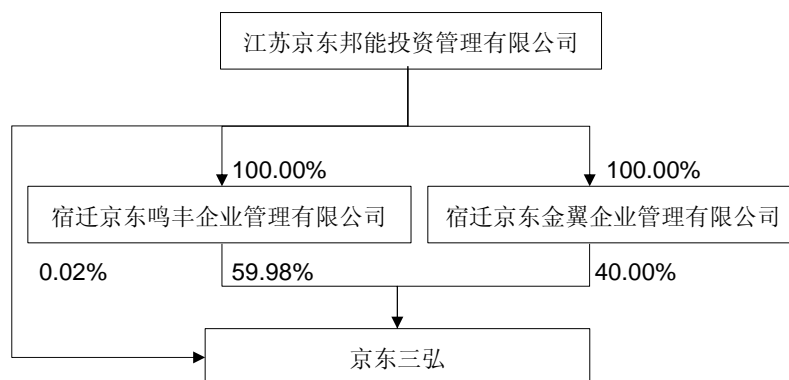 江苏京东邦能投资管理有限公司
100.00%
100.00%
宿迁京东鸣丰企业管理有限公司
宿迁京东金翼企业管理有限公司
0.02%
59.98%
40.00%
京东三弘